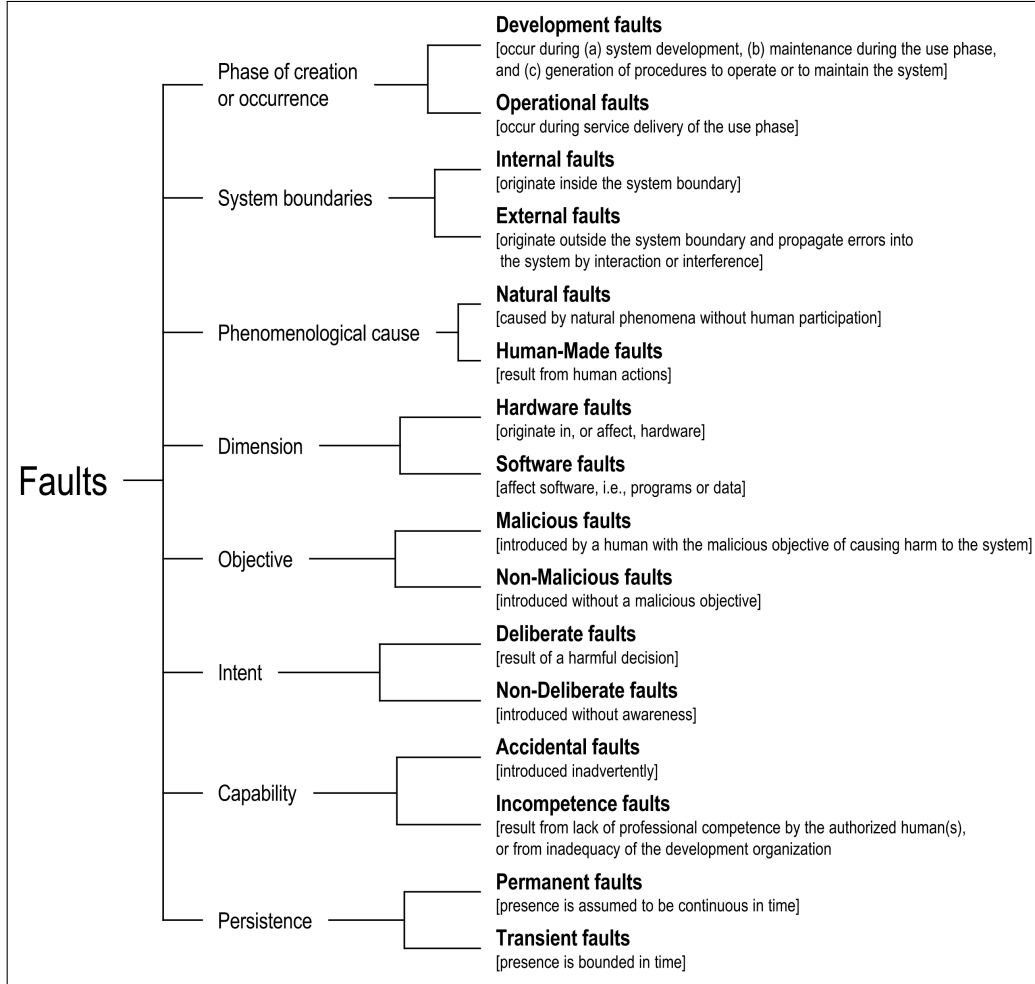 Faults
Phase of creation
or occurrence
Development faults
[occur during (a) system development, (b) maintenance during the use phase,
and (c) generation of procedures to operate or to maintain the system]
Operational faults
[occur during service delivery of the use phase]
System boundaries
Internal faults
[originate inside the system boundary]
External faults
[originate outside the system boundary and propagate errors into
the system by interaction or interference]
Phenomenological cause
Natural faults
[caused by natural phenomena without human participation]
Human-Made faults
[result from human actions]
Dimension
Hardware faults
[originate in, or affect, hardware]
Software faults
[affect software, i.e., programs or data]
Objective
Malicious faults
[introduced by a human with the malicious objective of causing harm to the system]
Non-Malicious faults
[introduced without a malicious objective]
Intent
Deliberate faults
[result of a harmful decision]
Non-Deliberate faults
[introduced without awareness]
Capability
Accidental faults
[introduced inadvertently]
Incompetence faults
[result from lack of professional competence by the authorized human(s),
or from inadequacy of the development organization
Persistence
Permanent faults
[presence is assumed to be continuous in time]
Transient faults
[presence is bounded in time]